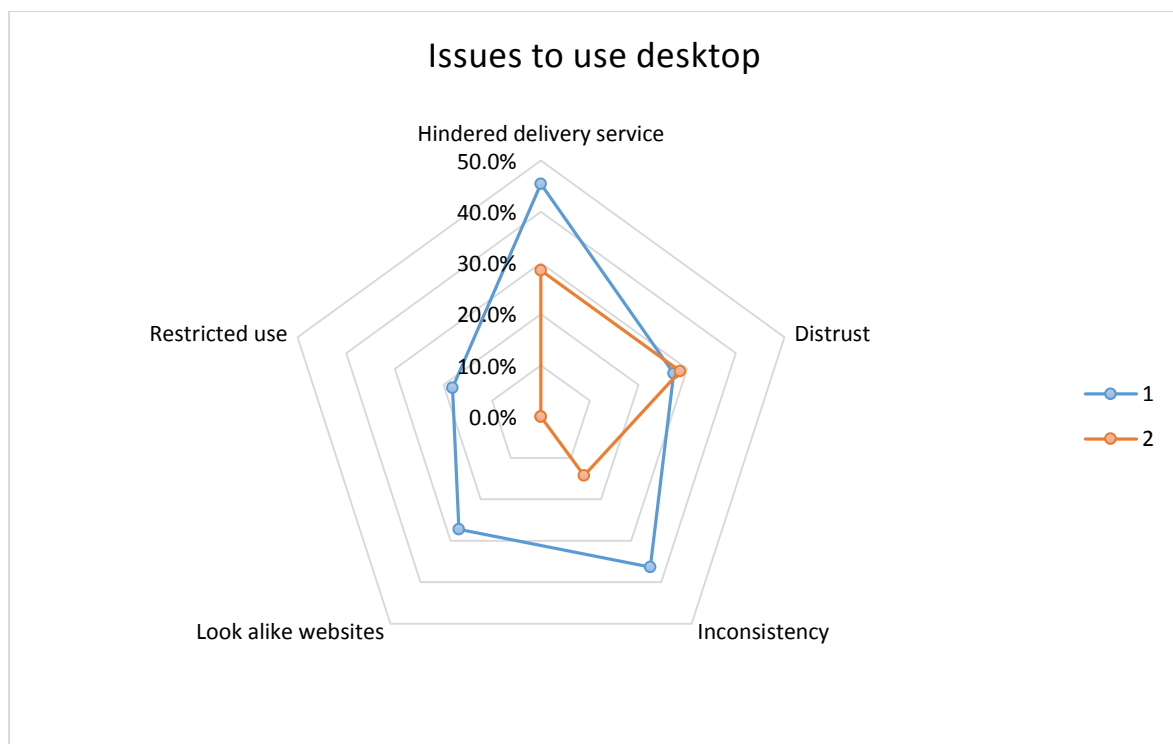 Issues to use desktop
Hindered delivery service
50.0%
40.0%
30.0%
20.0%
10.0%
0.0%
Restricted use
Distrust
Look alike websites
Inconsistency
1
2